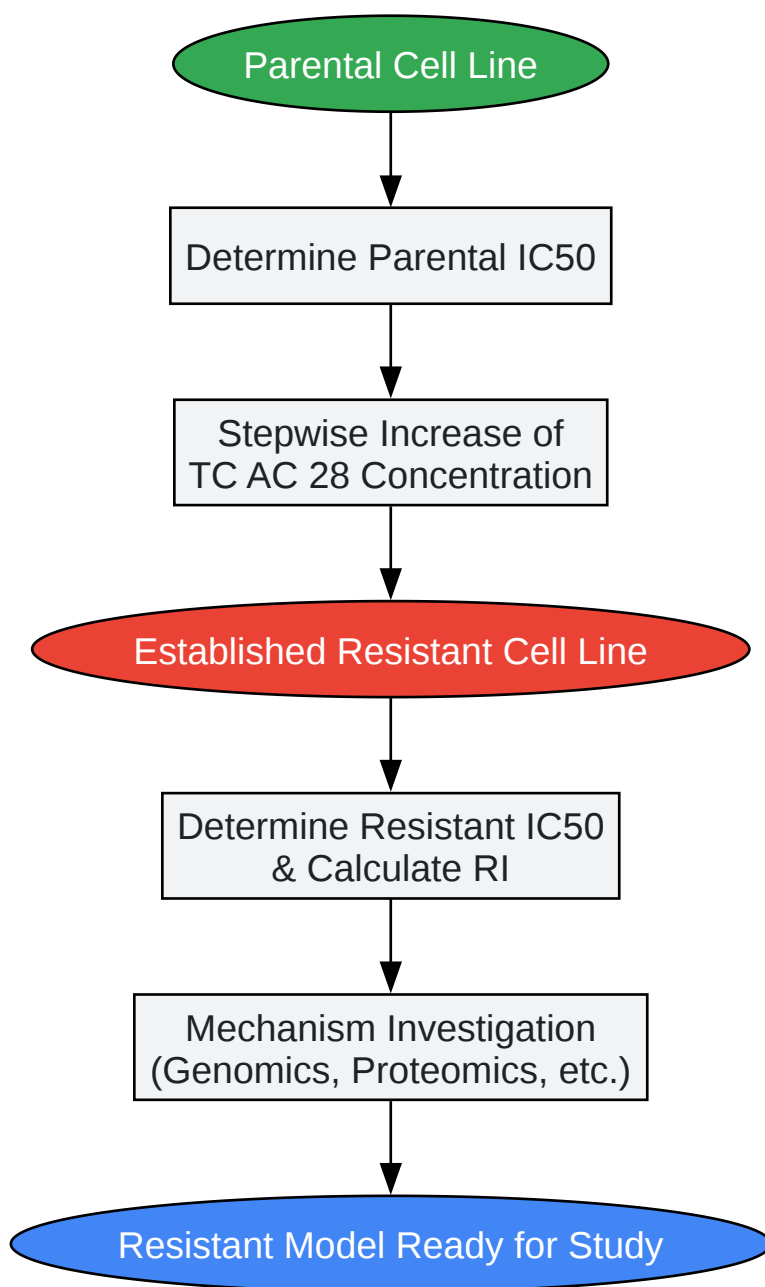 Parental Cell Line
Determine Parental IC50
Stepwise Increase of
TC AC 28 Concentration
Established Resistant Cell Line
Determine Resistant IC50
& Calculate RI
Mechanism Investigation
(Genomics, Proteomics, etc.)
Resistant Model Ready for Study